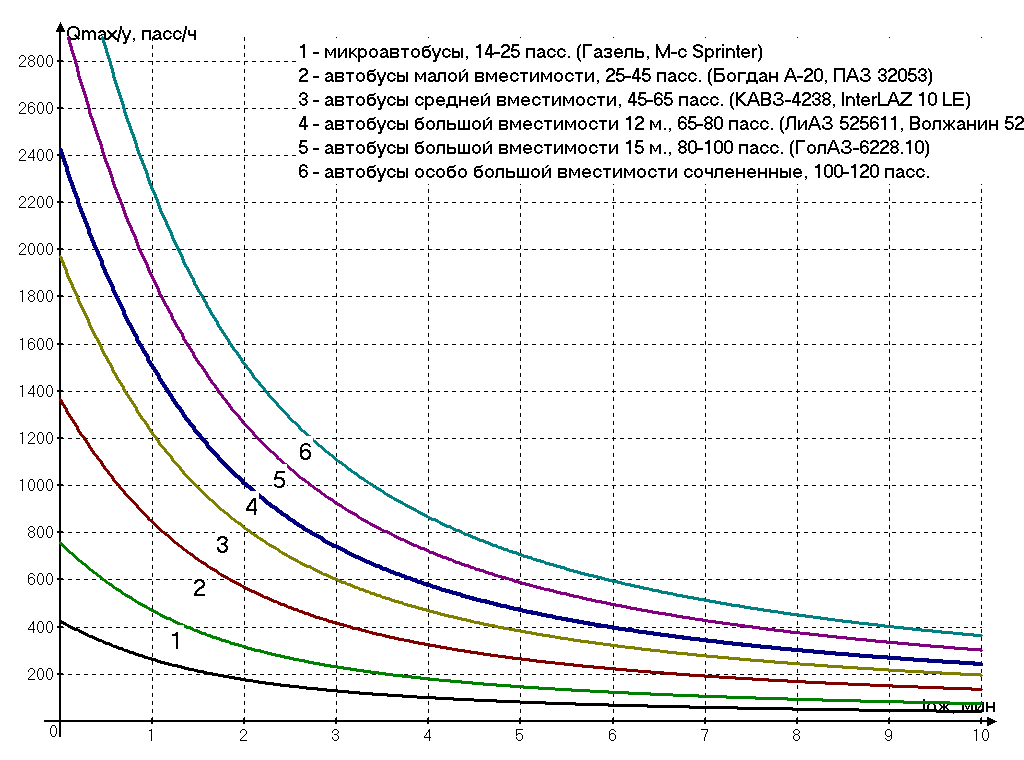 Qmax/y, пасс/ч
1 - микроавтобусы, 14-25 пасс. (Газель, M-c Sprinter)
2 - автобусы малой вместимости, 25-45 пасс. (Богдан А-20, ПАЗ 32053)
3 - автобусы средней вместимости, 45-65 пасс. (КАВЗ-4238, InterLAZ 10 LE)
4 - автобусы большой вместимости 12 м., 65-80 пасс. (ЛиАЗ 525611, Волжанин 52
5 - автобусы большой вместимости 15 м., 80-100 пасс. (ГолАЗ-6228.10)
6 - автобусы особо большой вместимости сочлененные, 100-120 пасс.
2800
2600
2400
2200
2000
1800
1600
1400
1200
1000
800
600
400
200
6
5
4
3
2
1
мин
0 1 2 3 4 5 6 7 8 9 10